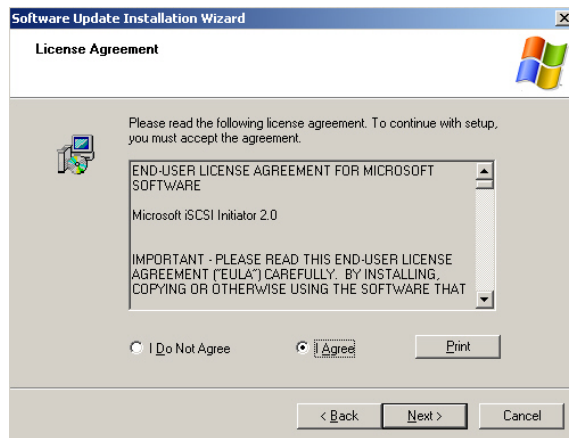 Software Update Installation Wizard
License Agreement
Please read the following license agreement. To continue with setup,
you must accept the agreement.
END-USER LICENSE AGREEMENT FOR MICROSOFT
SOFTWARE
Microsoft iSCSI Initiator 2.0
IMPORTANT - PLEASE READ THIS END-USER LICENSE
AGREEMENT ("EULA") CAREFULLY. BY INSTALLING,
COPYING OR OTHERWISE USING THE SOFTWARE THAT
I Do Not Agree
I Agree
Print
< Back
Next >
Cancel